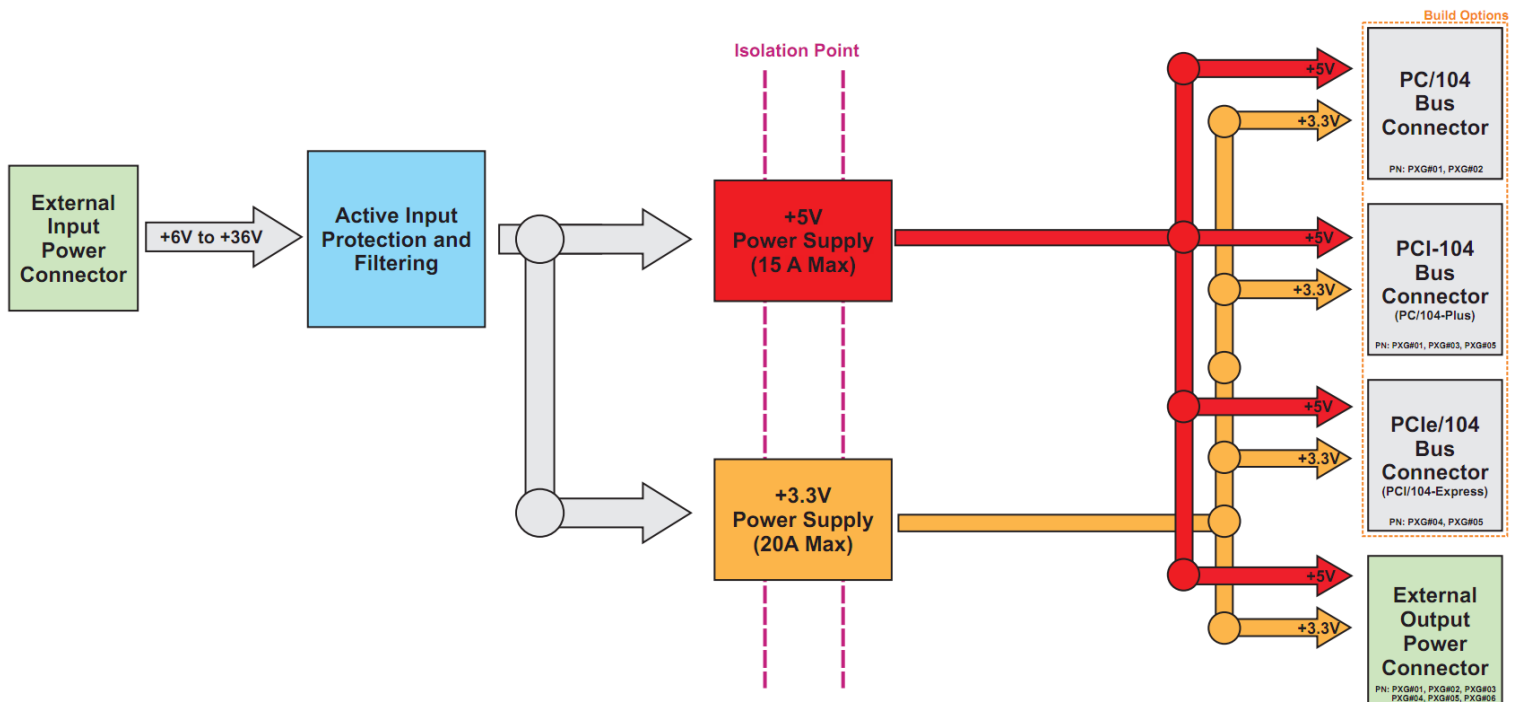 Build Options
Isolation Point
External
Input
Power
Connector
+6V to +36V
Active Input
Protection and
Filtering
+5V
Power Supply
(15 A Max)
+3.3V
Power Supply
(20A Max)
+5V
+3.3V
PC/104
Bus
Connector
PN: PXG#01, PXG#02
+5V
+3.3V
PCI-104
Bus
Connector
(PC/104-Plus)
PN: PXG#01, PXG#03, PXG#05
+5V
+3.3V
PCIe/104
Bus
Connector
(PCI/104-Express)
PN: PXG#04, PXG#05
+5V
+3.3V
External
Output
Power
Connector
PN: PXG#01, PXG#02, PXG#03
PXG#04, PXG#05, PXG#06